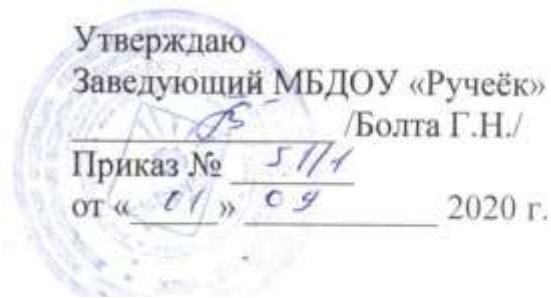 Утверждаю
Заведующий МБДОУ «Ручеёк»
/Болта Г.Н./
Приказ № 51/1
от « 01 » 09 2020 г.